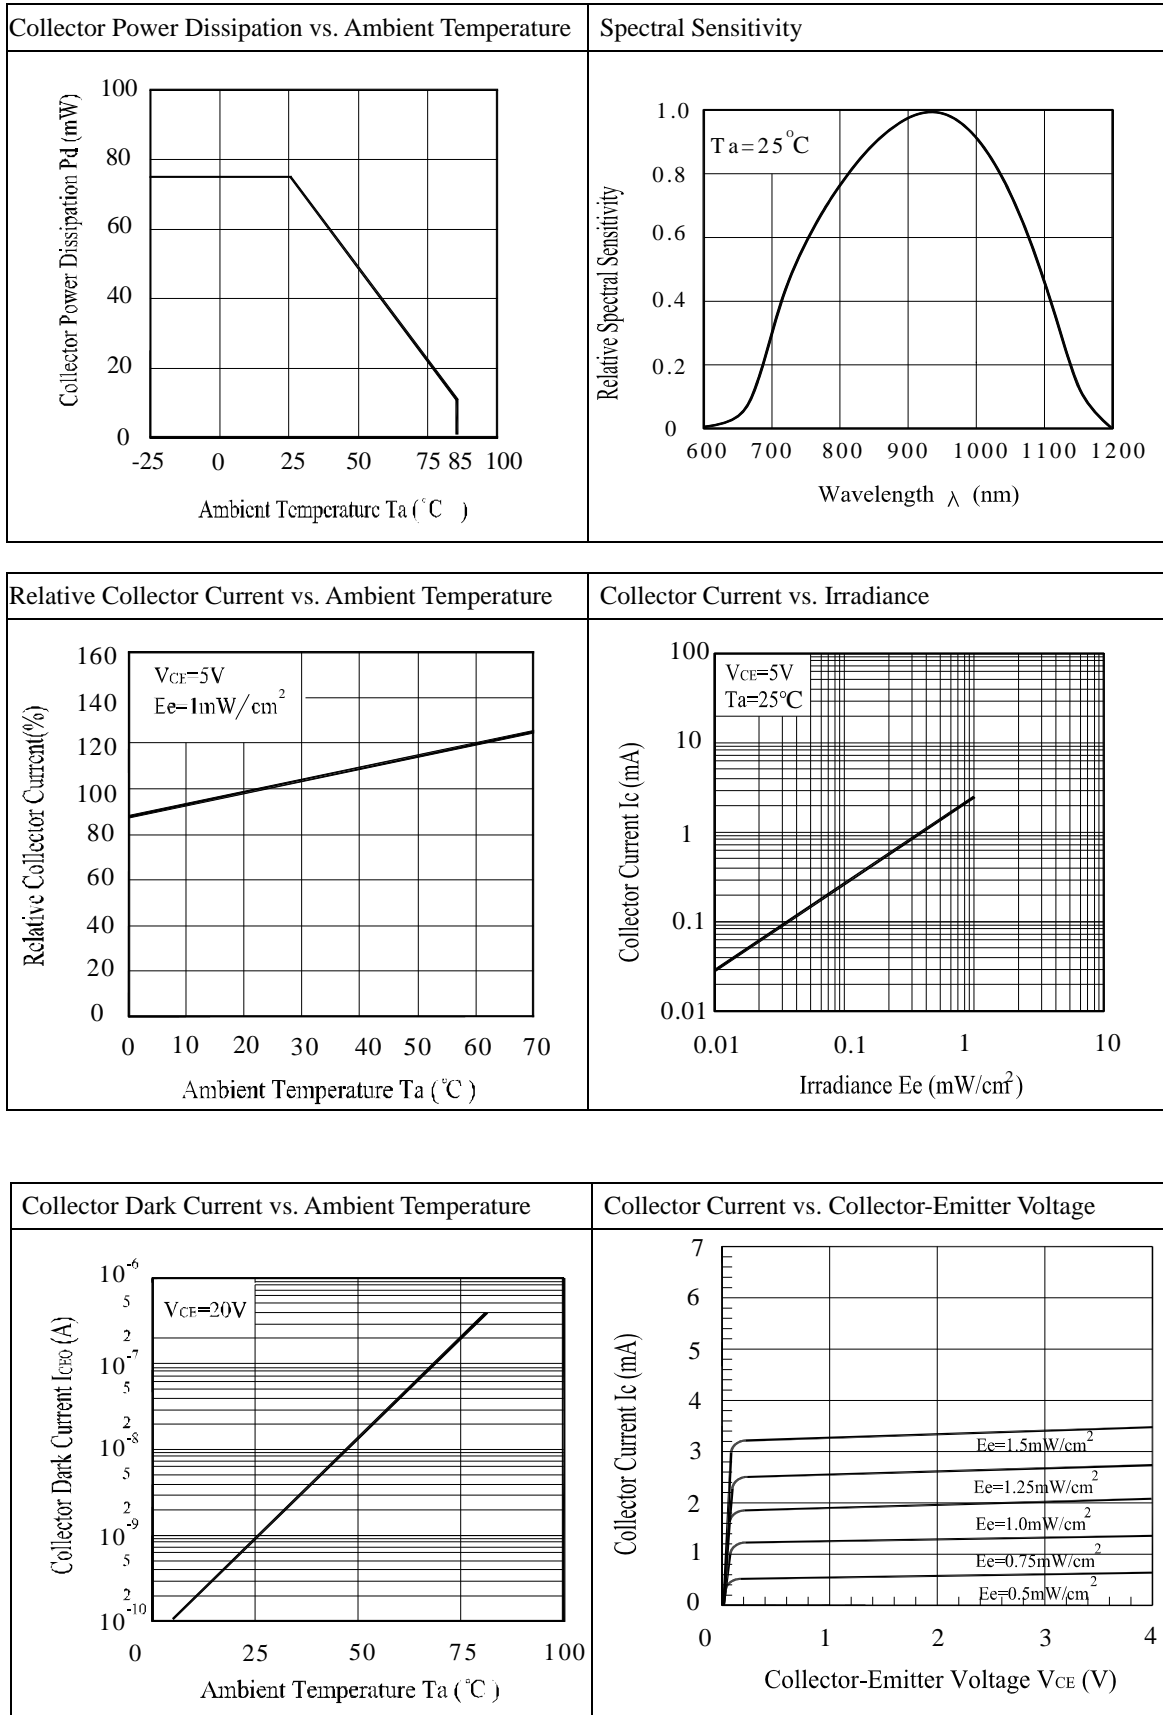 Collector Power Dissipation vs. Ambient Temperature
Spectral Sensitivity
Collector Power Dissipation Pd (mW)
100
80
60
40
20
0
-25 0 25 50 75 85 100
Ambient Temperature Ta (°C )
Relative Spectral Sensitivity
1.0
0.8
0.6
0.4
0.2
0
Ta=25°C
600 700 800 900 1000 1100 1200
Wavelength λ (nm)
Relative Collector Current vs. Ambient Temperature
Collector Current vs. Irradiance
Relative Collector Current(%)
160
140
120
100
80
60
40
20
0
VCE=5V
Ee=1mW/cm²
0 10 20 30 40 50 60 70
Ambient Temperature Ta (°C)
Collector Current Ic (mA)
100
10
1
0.1
0.01
VCE=5V
Ta=25°C
0.01 0.1 1 10
Irradiance Ee (mW/cm²)
Collector Dark Current vs. Ambient Temperature
Collector Current vs. Collector-Emitter Voltage
Collector Dark Current ICEO (A)
10⁻⁶
5
2
10⁻⁷
5
2
10⁻⁸
5
2
10⁻⁹
5
2
10⁻¹⁰
VCE=20V
0 25 50 75 100
Ambient Temperature Ta (°C)
Collector Current Ic (mA)
7
6
5
4
3
2
1
0
Ee=1.5mW/cm²
Ee=1.25mW/cm²
Ee=1.0mW/cm²
Ee=0.75mW/cm²
Ee=0.5mW/cm²
0 1 2 3 4
Collector-Emitter Voltage VCE (V)